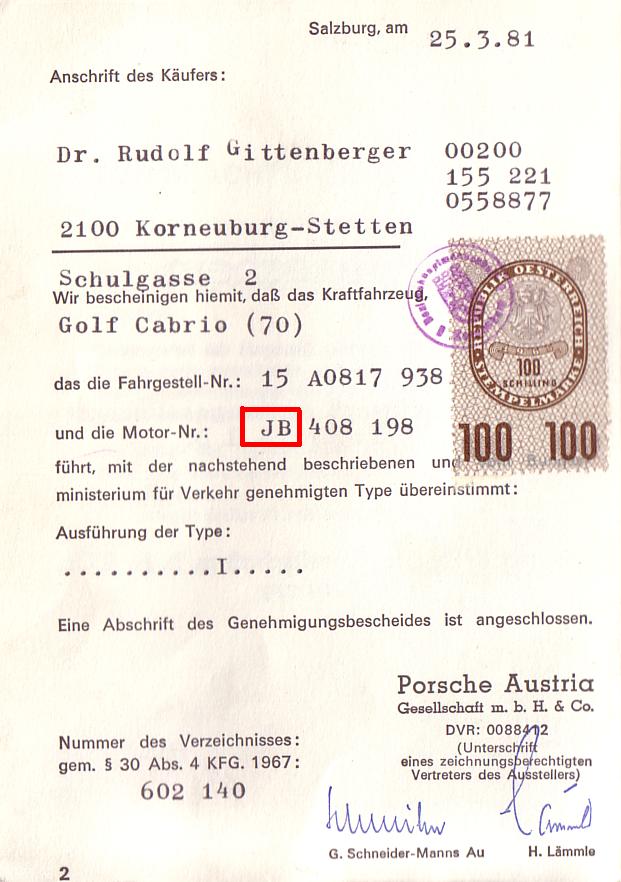 Salzburg, am 25.3.81
Anschrift des Käufers:
Dr. Rudolf Gittenberger 00200
155 221
0558877
2100 Korneuburg-Stetten
Schulgasse 2
Wir bescheinigen hiemit, daß das Kraftfahrzeug,
Golf Cabrio (70)
REPUBLIK OESTERREICH
100
SCHILLING
STEMPELMARKE
das die Fahrgestell-Nr.: 15 A0817 938
und die Motor-Nr.: JB 408 198
100 100
führt, mit der nachstehend beschriebenen und vom
ministerium für Verkehr genehmigten Type übereinstimmt:
Ausführung der Type:
..........I.....
Eine Abschrift des Genehmigungsbescheides ist angeschlossen.
Porsche Austria
Gesellschaft m. b. H. & Co.
DVR: 0088412
(Unterschrift
eines zeichnungsberechtigten
Vertreters des Ausstellers)
Nummer des Verzeichnisses:
gem. § 30 Abs. 4 KFG. 1967:
602 140
G. Schneider-Manns Au H. Lämmle
2